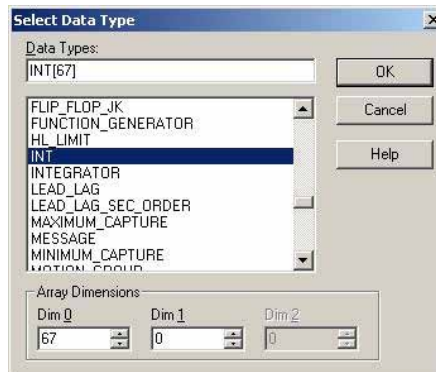 Select Data Type
Data Types:
INT[67]
OK
FLIP_FLOP_JK
FUNCTION_GENERATOR
HL_LIMIT
INT
INTEGRATOR
LEAD_LAG
LEAD_LAG_SEC_ORDER
MAXIMUM_CAPTURE
MESSAGE
MINIMUM_CAPTURE
MOTION_GROUP
Cancel
Help
Array Dimensions
Dim 0
Dim 1
Dim 2
67
0
0